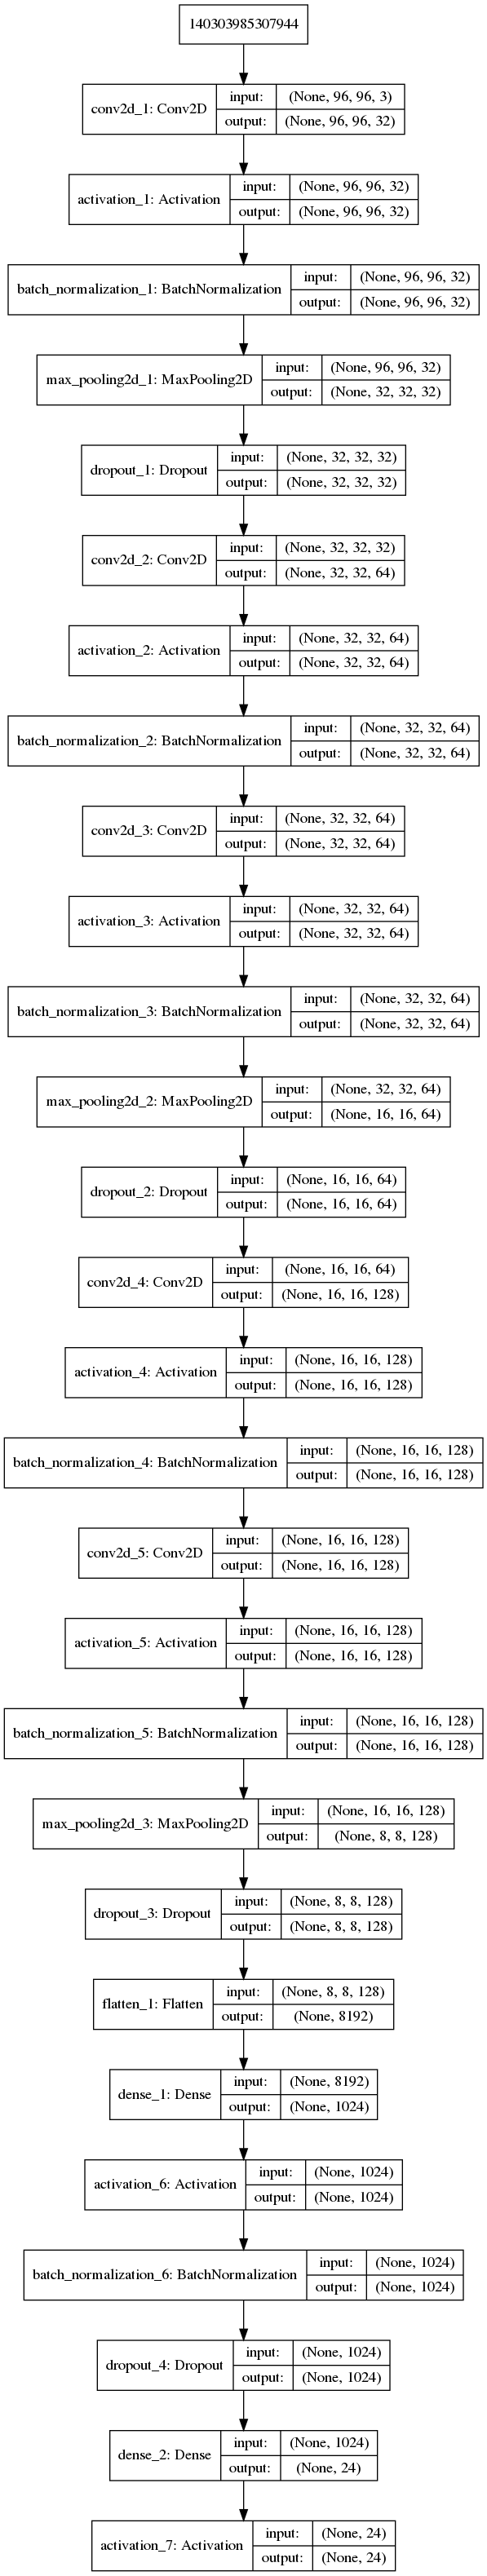 140303985307944
conv2d_1: Conv2D
input: (None, 96, 96, 3)
output: (None, 96, 96, 32)
activation_1: Activation
input: (None, 96, 96, 32)
output: (None, 96, 96, 32)
batch_normalization_1: BatchNormalization
input: (None, 96, 96, 32)
output: (None, 96, 96, 32)
max_pooling2d_1: MaxPooling2D
input: (None, 96, 96, 32)
output: (None, 32, 32, 32)
dropout_1: Dropout
input: (None, 32, 32, 32)
output: (None, 32, 32, 32)
conv2d_2: Conv2D
input: (None, 32, 32, 32)
output: (None, 32, 32, 64)
activation_2: Activation
input: (None, 32, 32, 64)
output: (None, 32, 32, 64)
batch_normalization_2: BatchNormalization
input: (None, 32, 32, 64)
output: (None, 32, 32, 64)
conv2d_3: Conv2D
input: (None, 32, 32, 64)
output: (None, 32, 32, 64)
activation_3: Activation
input: (None, 32, 32, 64)
output: (None, 32, 32, 64)
batch_normalization_3: BatchNormalization
input: (None, 32, 32, 64)
output: (None, 32, 32, 64)
max_pooling2d_2: MaxPooling2D
input: (None, 32, 32, 64)
output: (None, 16, 16, 64)
dropout_2: Dropout
input: (None, 16, 16, 64)
output: (None, 16, 16, 64)
conv2d_4: Conv2D
input: (None, 16, 16, 64)
output: (None, 16, 16, 128)
activation_4: Activation
input: (None, 16, 16, 128)
output: (None, 16, 16, 128)
batch_normalization_4: BatchNormalization
input: (None, 16, 16, 128)
output: (None, 16, 16, 128)
conv2d_5: Conv2D
input: (None, 16, 16, 128)
output: (None, 16, 16, 128)
activation_5: Activation
input: (None, 16, 16, 128)
output: (None, 16, 16, 128)
batch_normalization_5: BatchNormalization
input: (None, 16, 16, 128)
output: (None, 16, 16, 128)
max_pooling2d_3: MaxPooling2D
input: (None, 16, 16, 128)
output: (None, 8, 8, 128)
dropout_3: Dropout
input: (None, 8, 8, 128)
output: (None, 8, 8, 128)
flatten_1: Flatten
input: (None, 8, 8, 128)
output: (None, 8192)
dense_1: Dense
input: (None, 8192)
output: (None, 1024)
activation_6: Activation
input: (None, 1024)
output: (None, 1024)
batch_normalization_6: BatchNormalization
input: (None, 1024)
output: (None, 1024)
dropout_4: Dropout
input: (None, 1024)
output: (None, 1024)
dense_2: Dense
input: (None, 1024)
output: (None, 24)
activation_7: Activation
input: (None, 24)
output: (None, 24)